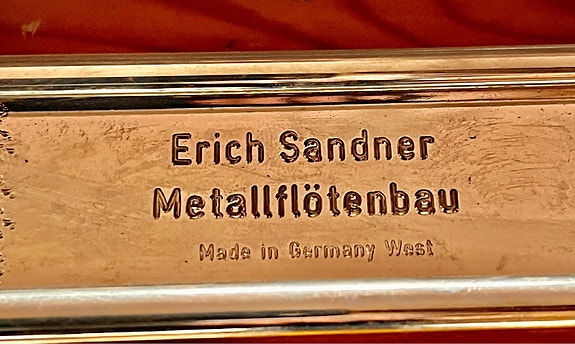 Erich Sandner
Metallflötenbau
Made in Germany West